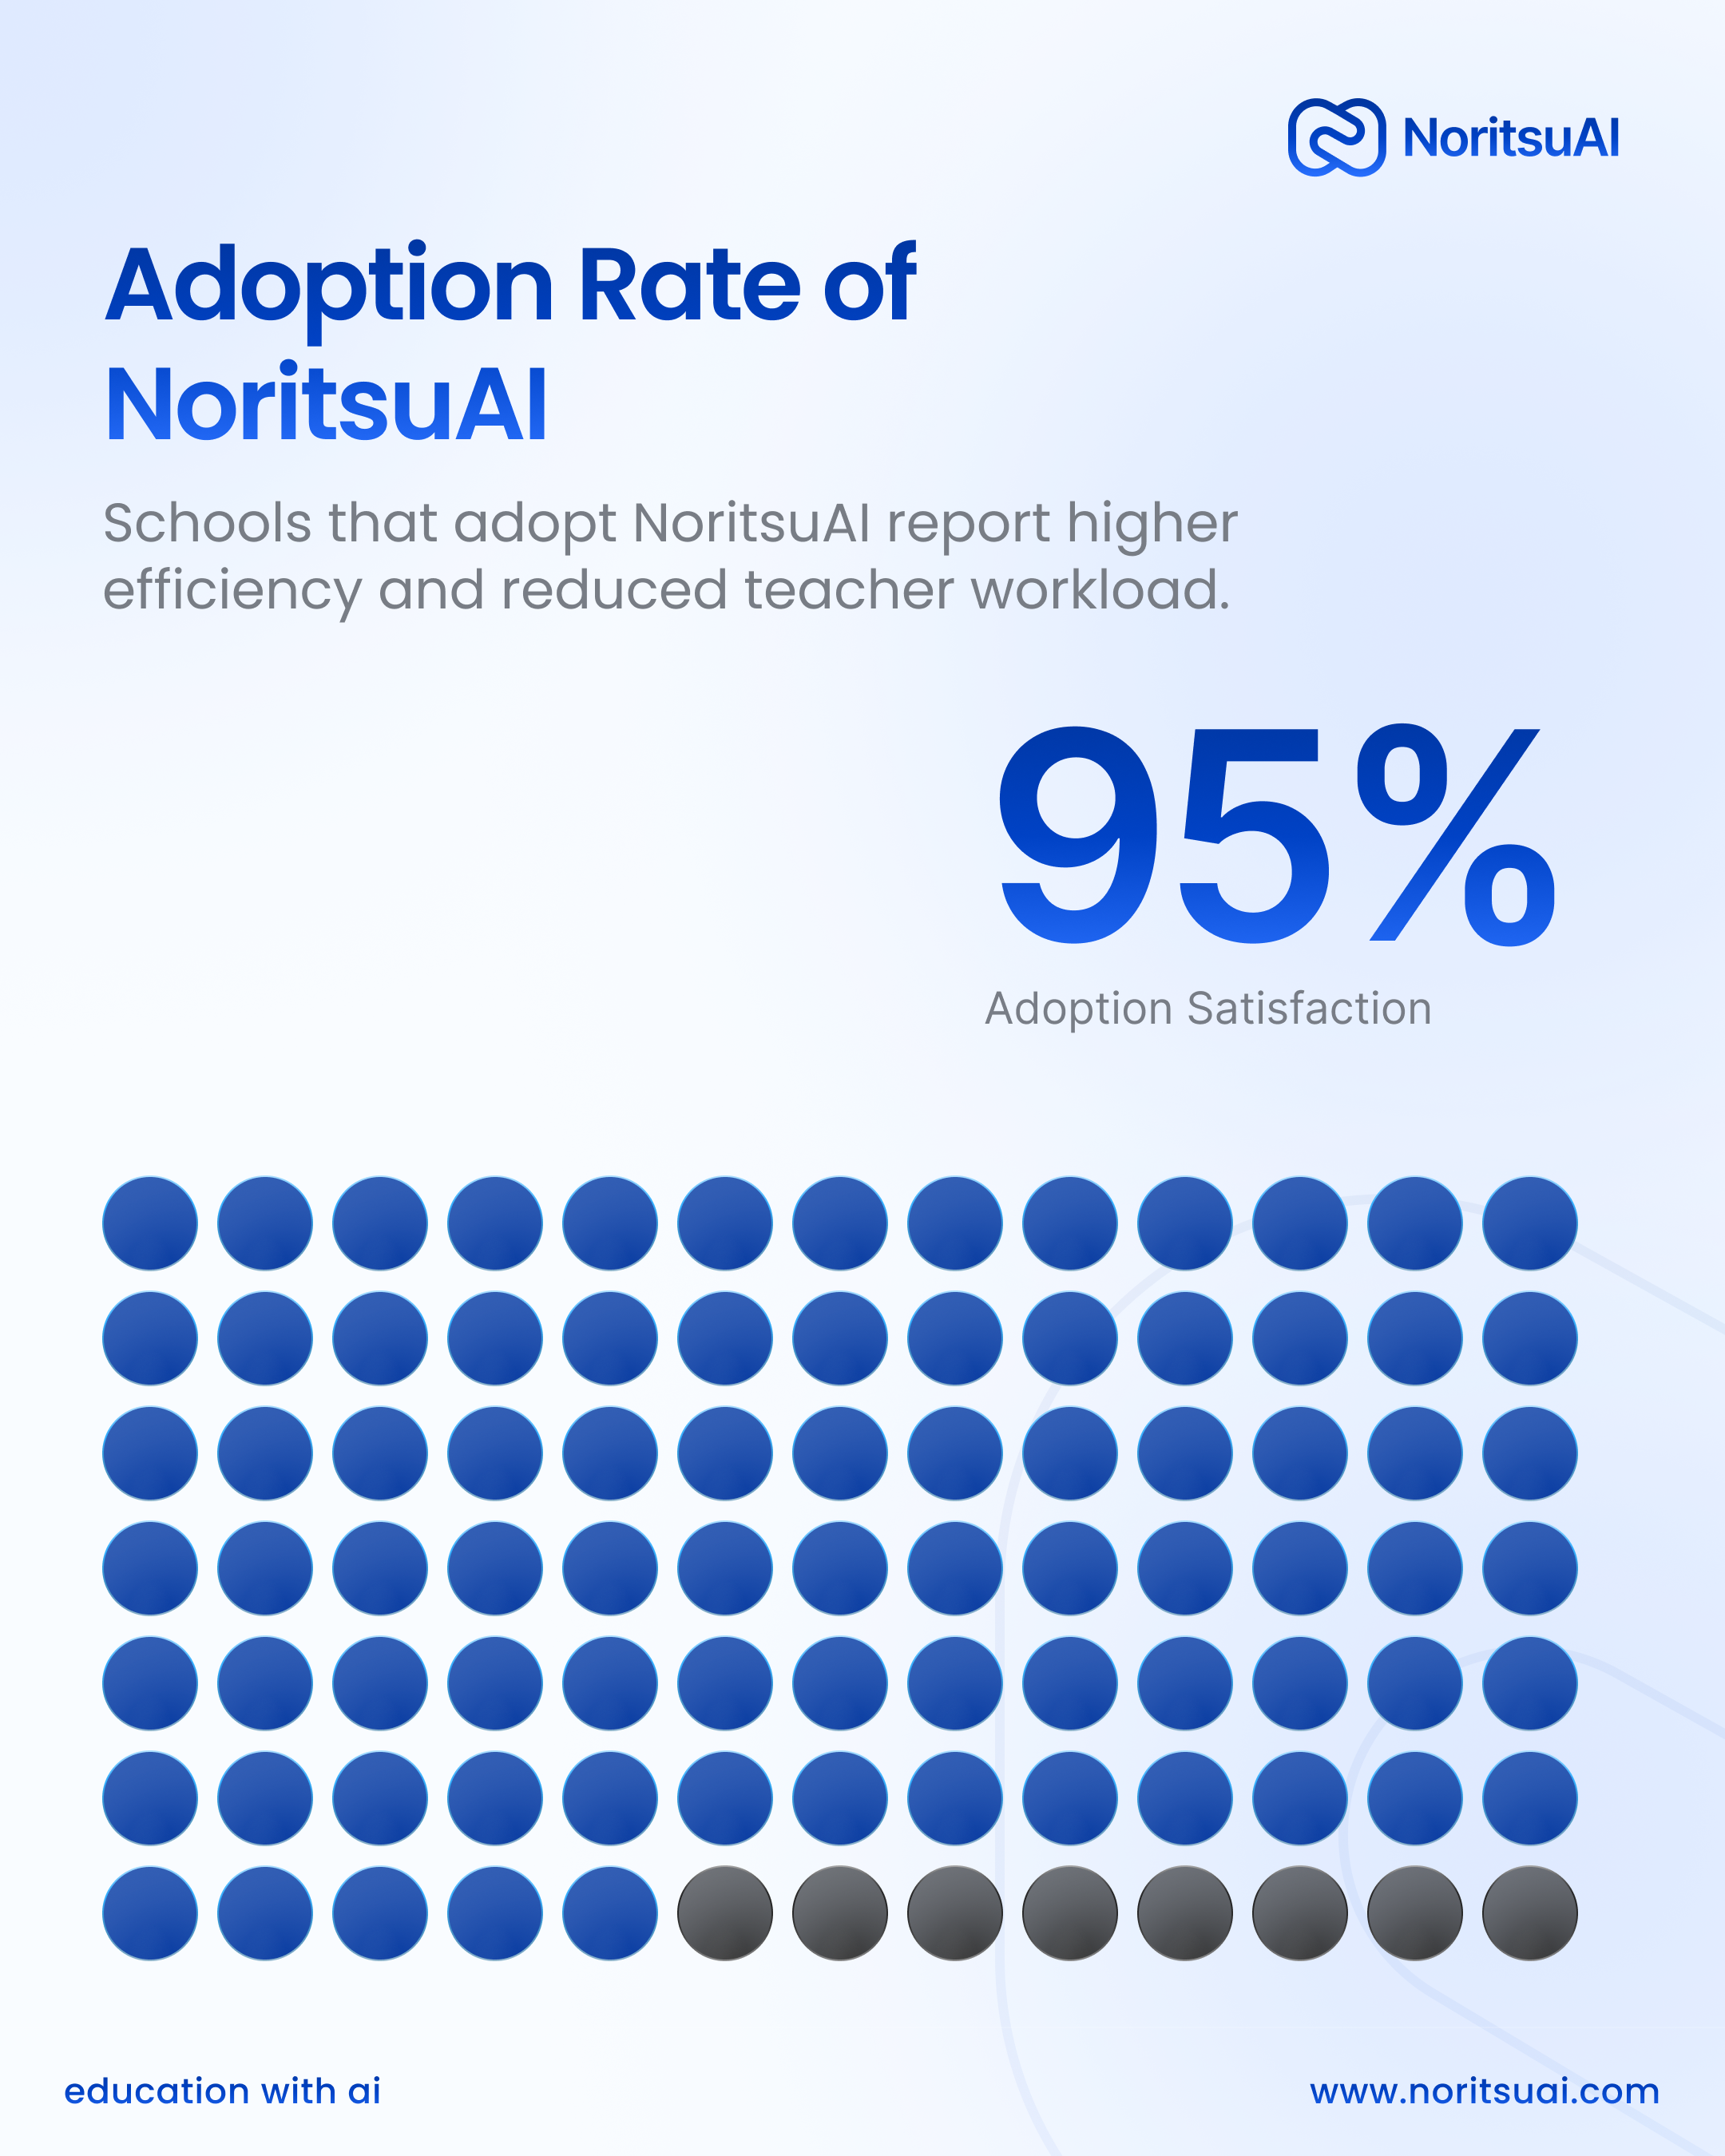 NoritsuAI
Adoption Rate of
NoritsuAI
Schools that adopt NoritsuAI report higher
efficiency and reduced teacher workload.
95%
Adoption Satisfaction
education with ai
www.noritsuai.com